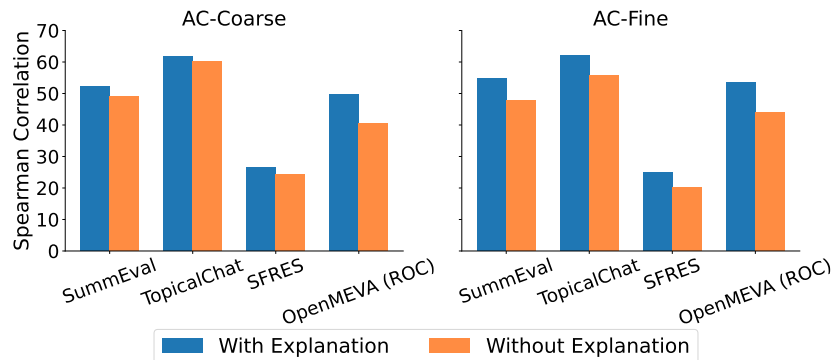 AC-Coarse
AC-Fine
Spearman Correlation
70
60
50
40
30
20
10
0
SummEval
TopicalChat
SFRES
OpenMEVA (ROC)
SummEval
TopicalChat
SFRES
OpenMEVA (ROC)
With Explanation
Without Explanation